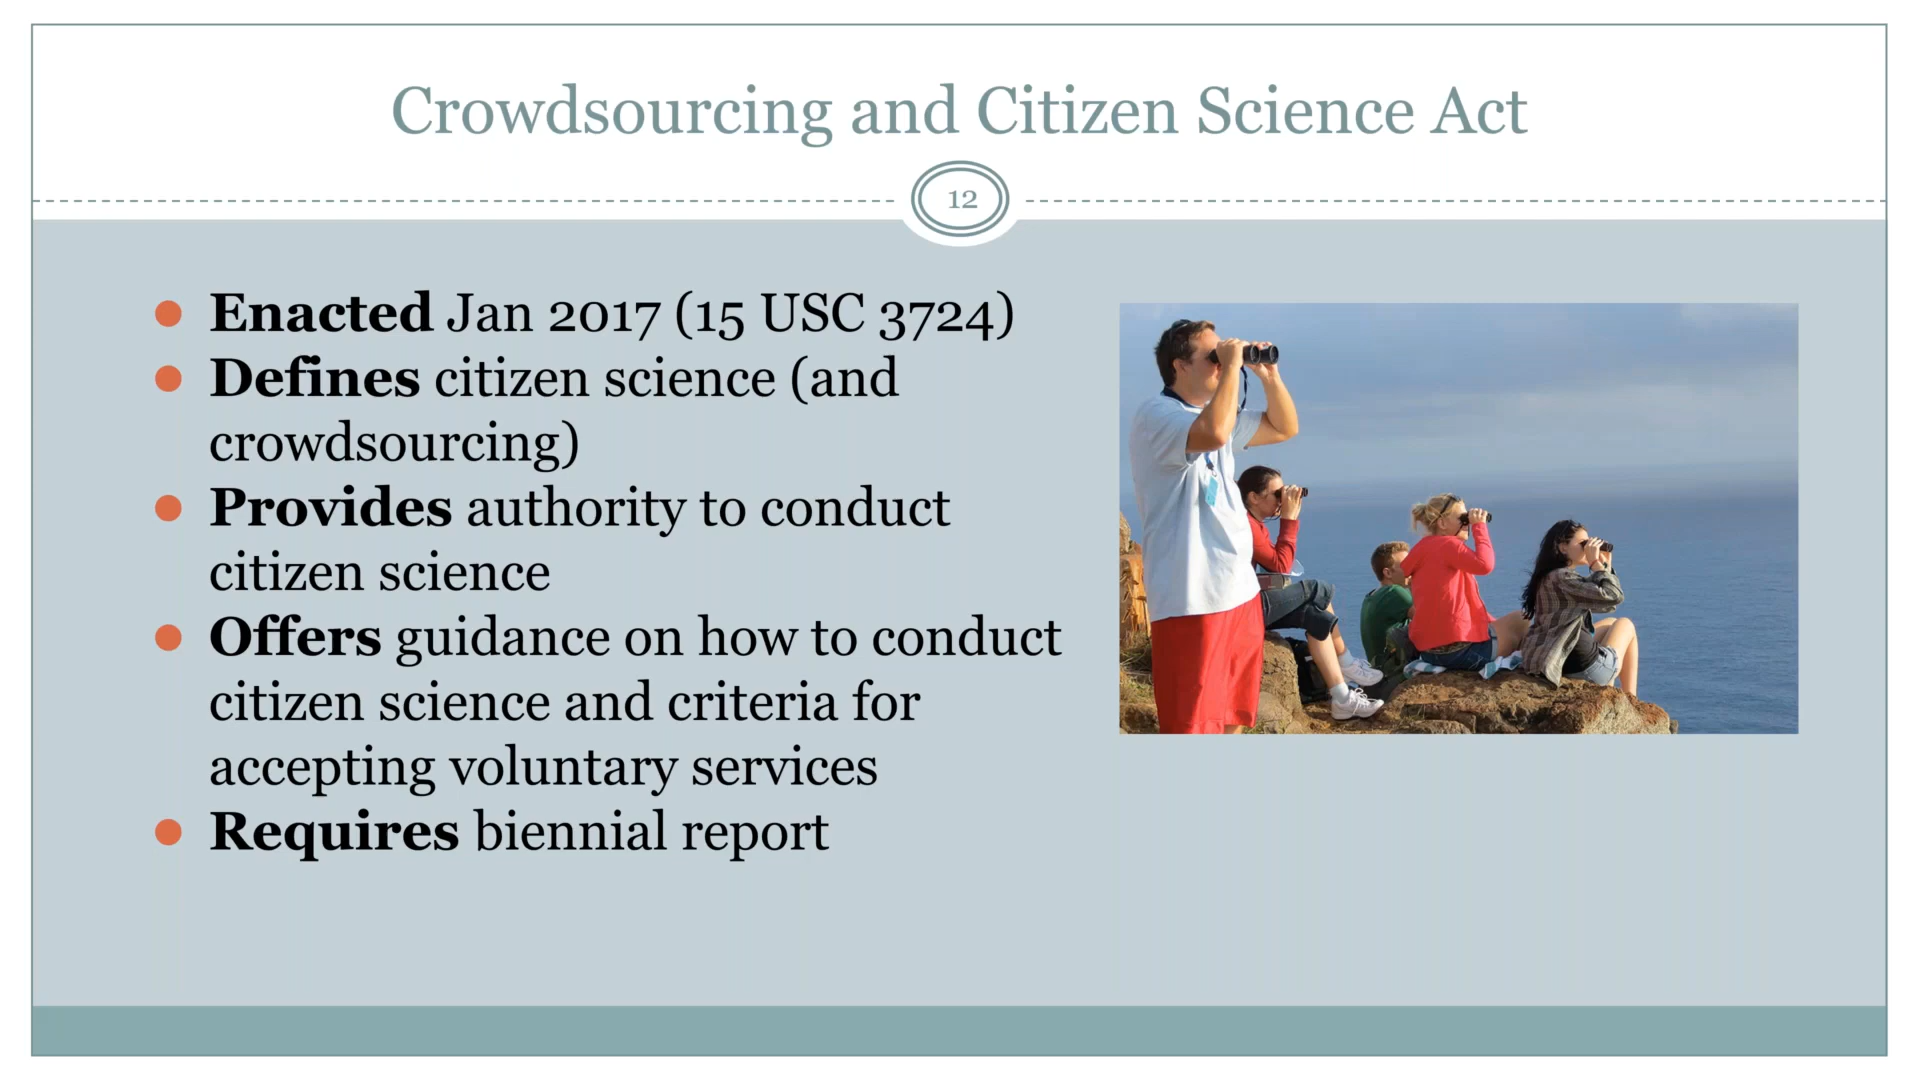 Crowdsourcing and Citizen Science Act
12
Enacted Jan 2017 (15 USC 3724)
Defines citizen science (and
crowdsourcing)
Provides authority to conduct
citizen science
Offers guidance on how to conduct
citizen science and criteria for
accepting voluntary services
Requires biennial report